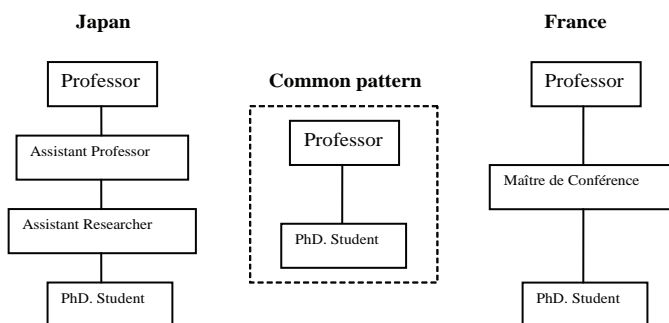 Japan
Professor
Assistant Professor
Assistant Researcher
PhD. Student
Common pattern
Professor
PhD. Student
France
Professor
Maître de Conférence
PhD. Student